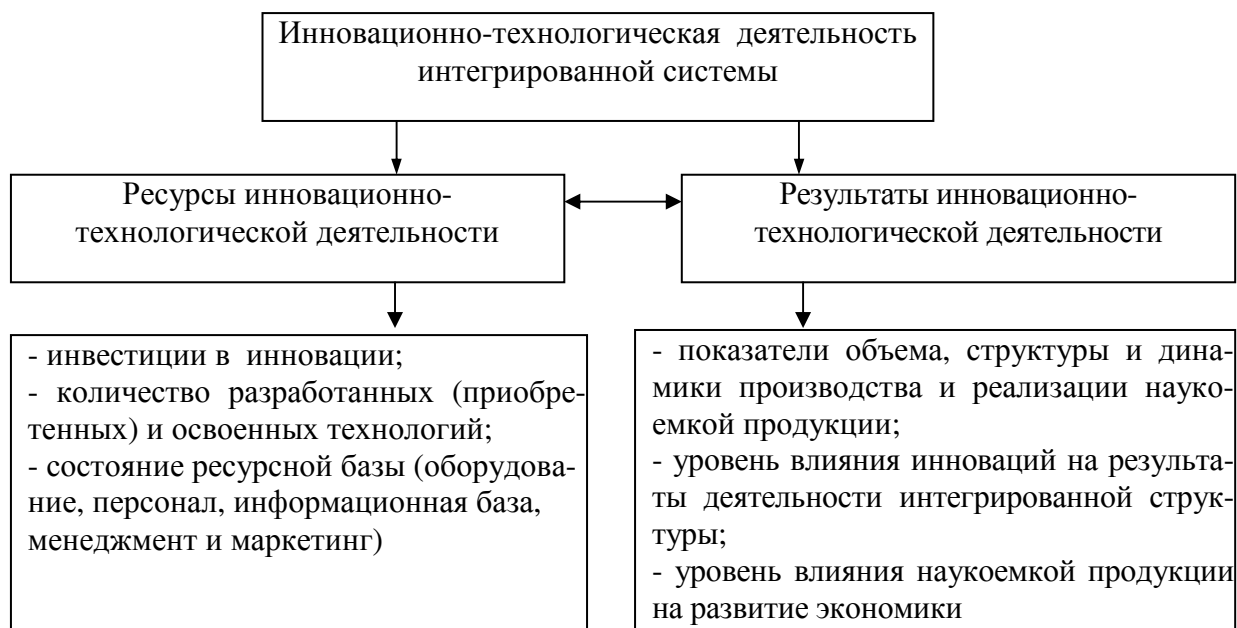 Инновационно-технологическая деятельность
интегрированной системы
Ресурсы инновационно-
технологической деятельности
Результаты инновационно-
технологической деятельности
- инвестиции в инновации;
- количество разработанных (приобре-
тенных) и освоенных технологий;
- состояние ресурсной базы (оборудова-
ние, персонал, информационная база,
менеджмент и маркетинг)
- показатели объема, структуры и дина-
мики производства и реализации науко-
емкой продукции;
- уровень влияния инноваций на результа-
ты деятельности интегрированной струк-
туры;
- уровень влияния наукоемкой продукции
на развитие экономики